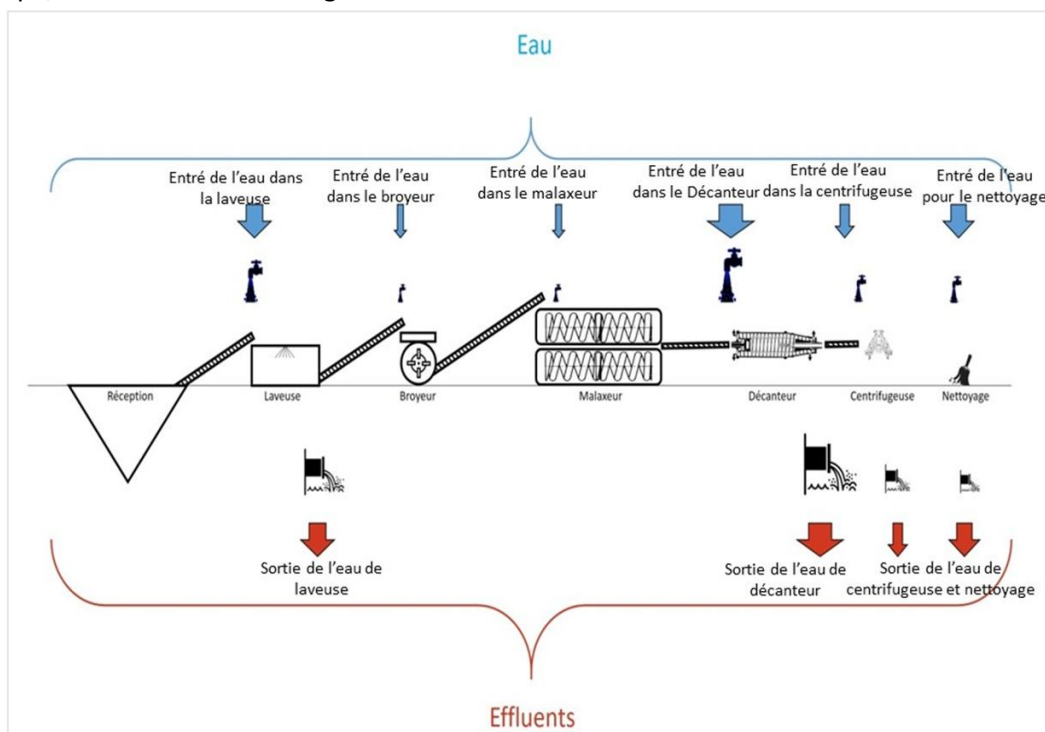 Eau
Entré de l'eau dans
la laveuse
Entré de l'eau
dans le broyeur
Entré de l'eau
dans le malaxeur
Entré de l'eau
dans le Décanteur
Entré de l'eau
dans la centrifugeuse
Entré de l'eau
pour le nettoyage
Réception
Laveuse
Broyeur
Malaxeur
Décanteur
Centrifugeuse
Nettoyage
Sortie de l'eau de
laveuse
Sortie de l'eau de
décanteur
Sortie de l'eau de
centrifugeuse et nettoyage
Effluents